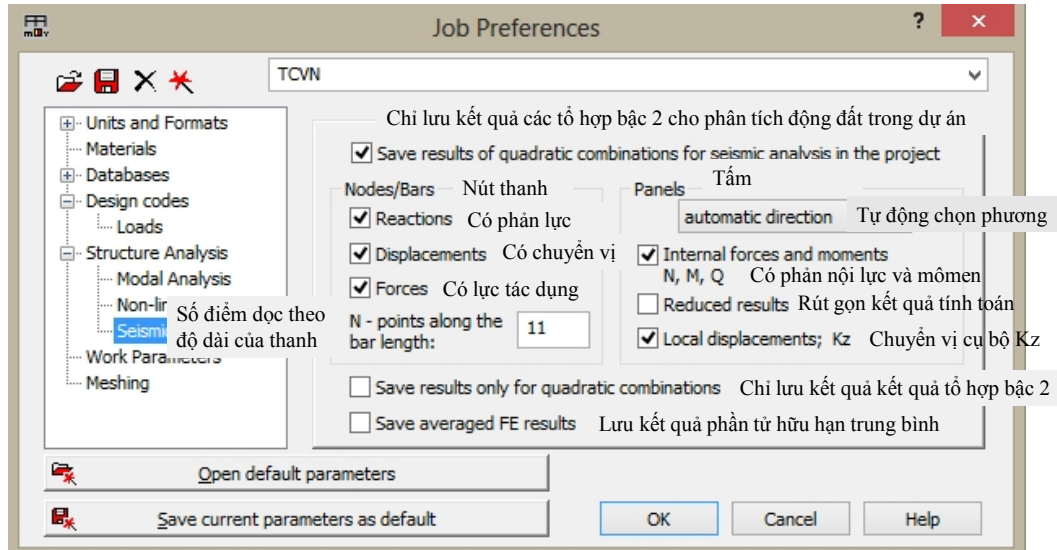 Job Preferences
TCVN
Units and Formats
Materials
Databases
Design codes
Loads
Structure Analysis
Modal Analysis
Non-lir
Seismi
Work Parameters
Meshing
Số điểm dọc theo
độ dài của thanh
Chỉ lưu kết quả các tổ hợp bậc 2 cho phân tích động đất trong dự án
Save results of quadratic combinations for seismic analysis in the project
Nodes/Bars Nút thanh
Reactions Có phản lực
Displacements Có chuyển vị
Forces Có lực tác dụng
N - points along the
bar length:
11
Panels Tấm
automatic direction Tự động chọn phương
Internal forces and moments
N, M, Q Có phản nội lực và mômen
Reduced results Rút gọn kết quả tính toán
Local displacements; Kz Chuyển vị cụ bộ Kz
Save results only for quadratic combinations Chỉ lưu kết quả kết quả tổ hợp bậc 2
Save averaged FE results Lưu kết quả phần tử hữu hạn trung bình
Open default parameters
Save current parameters as default
OK
Cancel
Help